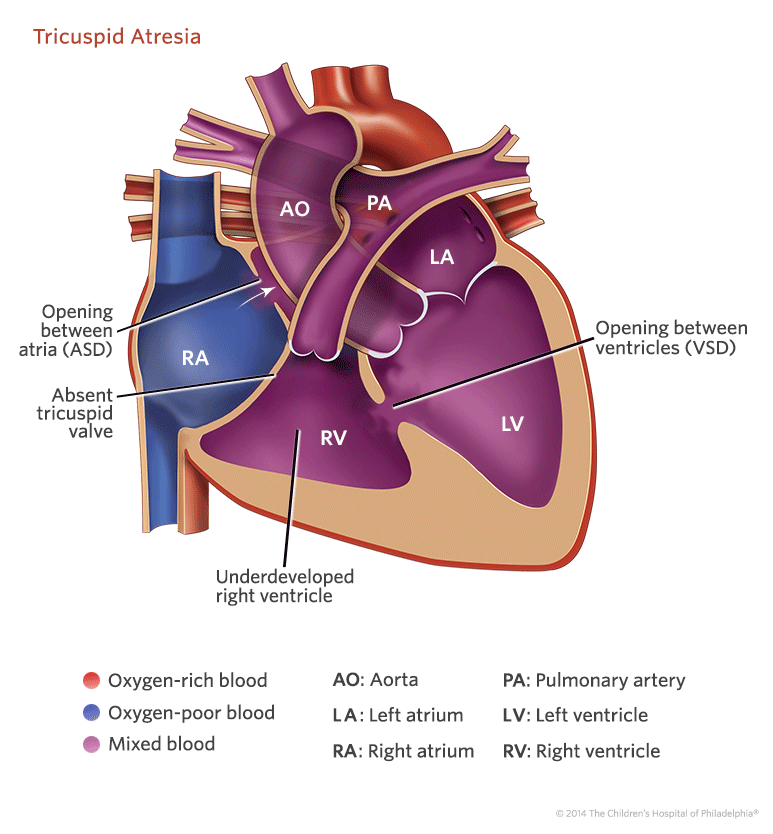 Tricuspid Atresia
AO
PA
LA
Opening
between
atria (ASD)
RA
Opening between
ventricles (VSD)
Absent
tricuspid
valve
RV
LV
Underdeveloped
right ventricle
Oxygen-rich blood
Oxygen-poor blood
Mixed blood
AO: Aorta
LA: Left atrium
RA: Right atrium
PA: Pulmonary artery
LV: Left ventricle
RV: Right ventricle
© 2014 The Children's Hospital of Philadelphia®